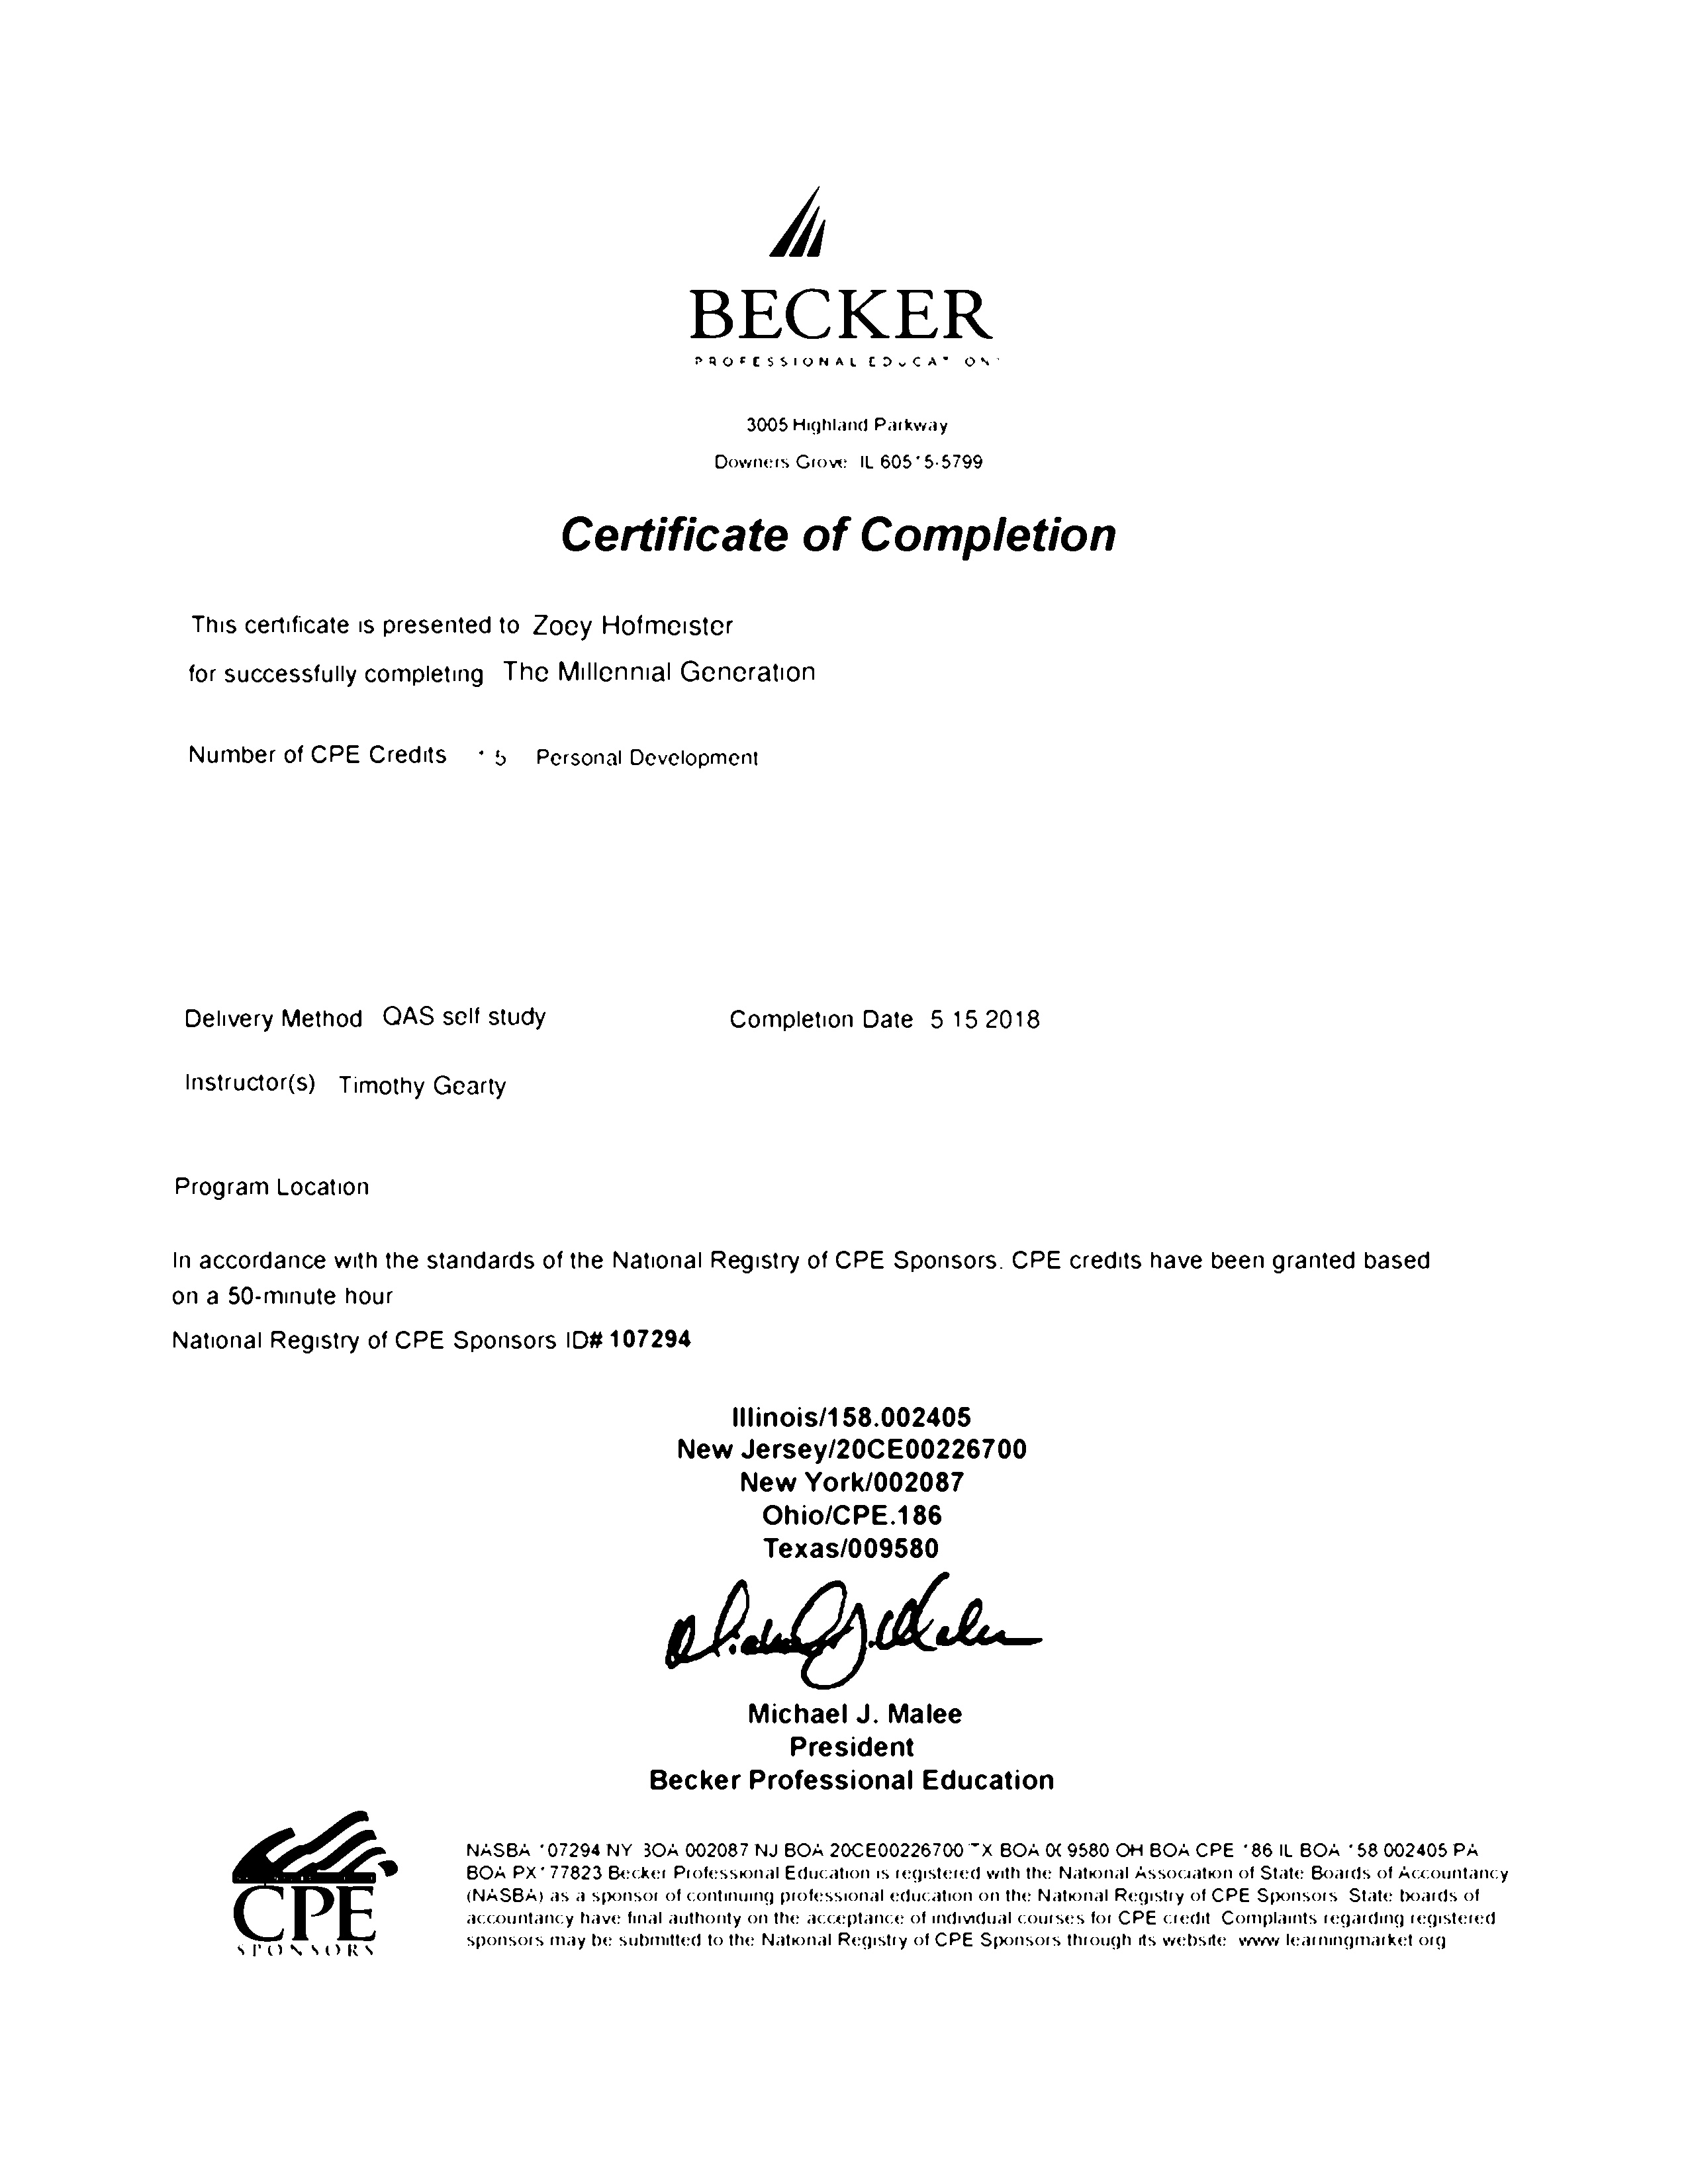 BECKER
PROFESSIONAL EDUCATION
3005 Highland Parkway
Downers Grove IL 60515-5799
Certificate of Completion
This certificate is presented to Zoey Hofmeister
for successfully completing The Millennial Generation
Number of CPE Credits 5 Personal Development
Delivery Method QAS self study Completion Date 5 15 2018
Instructor(s) Timothy Gearty
Program Location
In accordance with the standards of the National Registry of CPE Sponsors. CPE credits have been granted based
on a 50-minute hour
National Registry of CPE Sponsors ID# 107294
Illinois/158.002405
New Jersey/20CE00226700
New York/002087
Ohio/CPE.186
Texas/009580
Michael J. Malee
President
Becker Professional Education
CPE
SPONSORS
NASBA 107294 NY BOA 002087 NJ BOA 20CE00226700 TX BOA 009580 OH BOA CPE 186 IL BOA 158 002405 PA
BOA PX177823 Becker Professional Education is registered with the National Association of State Boards of Accountancy
(NASBA) as a sponsor of continuing professional education on the National Registry of CPE Sponsors State boards of
accountancy have final authority on the acceptance of individual courses for CPE credit Complaints regarding registered
sponsors may be submitted to the National Registry of CPE Sponsors through its website www learningmarket org